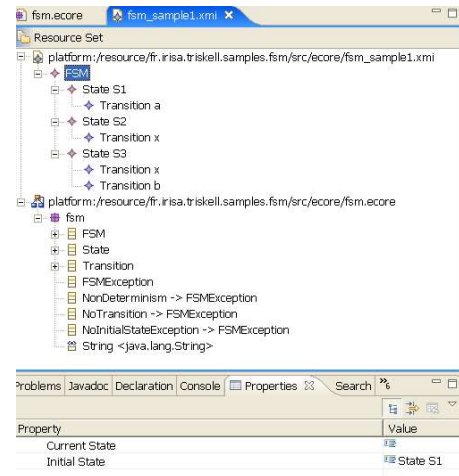 fsm.ecore fsm_sample1.xmi
Resource Set
platform:/resource/fr.irisa.triskell.samples.fsm/src/ecore/fsm_sample1.xmi
FSM
State S1
Transition a
State S2
Transition x
State S3
Transition x
Transition b
platform:/resource/fr.irisa.triskell.samples.fsm/src/ecore/fsm.ecore
fsm
FSM
State
Transition
FSMException
NonDeterminism -> FSMException
NoTransition -> FSMException
NoInitialStateException -> FSMException
String <java.lang.String>
Problems Javadoc Declaration Console Properties Search
Property Value
Current State
Initial State State S1